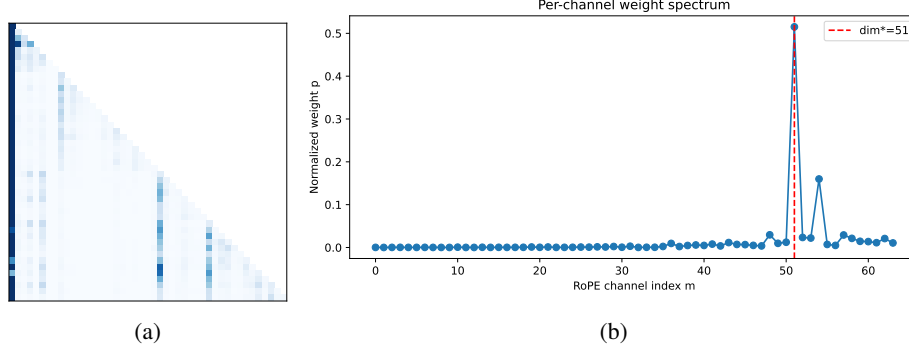 Per-channel weight spectrum
dim*=51
Normalized weight p
0.5
0.4
0.3
0.2
0.1
0.0
0 10 20 30 40 50 60
RoPE channel index m
(a) (b)